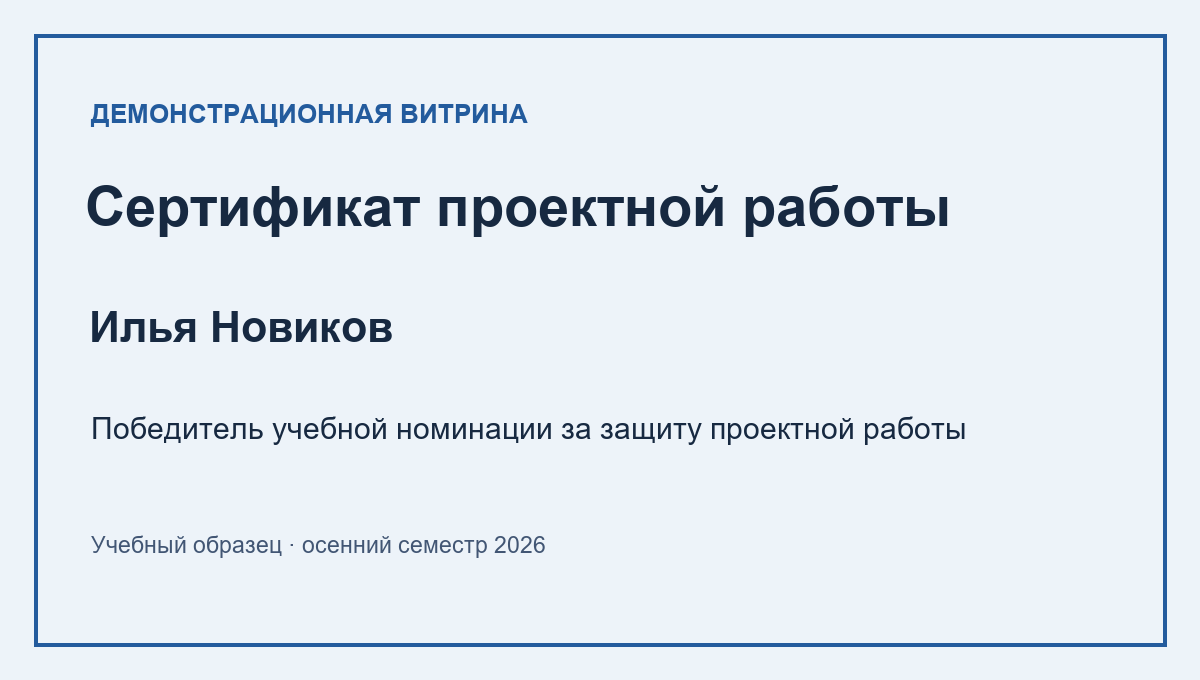 ДЕМОНСТРАЦИОННАЯ ВИТРИНА
Сертификат проектной работы
Илья Новиков
Победитель учебной номинации за защиту проектной работы
Учебный образец · осенний семестр 2026